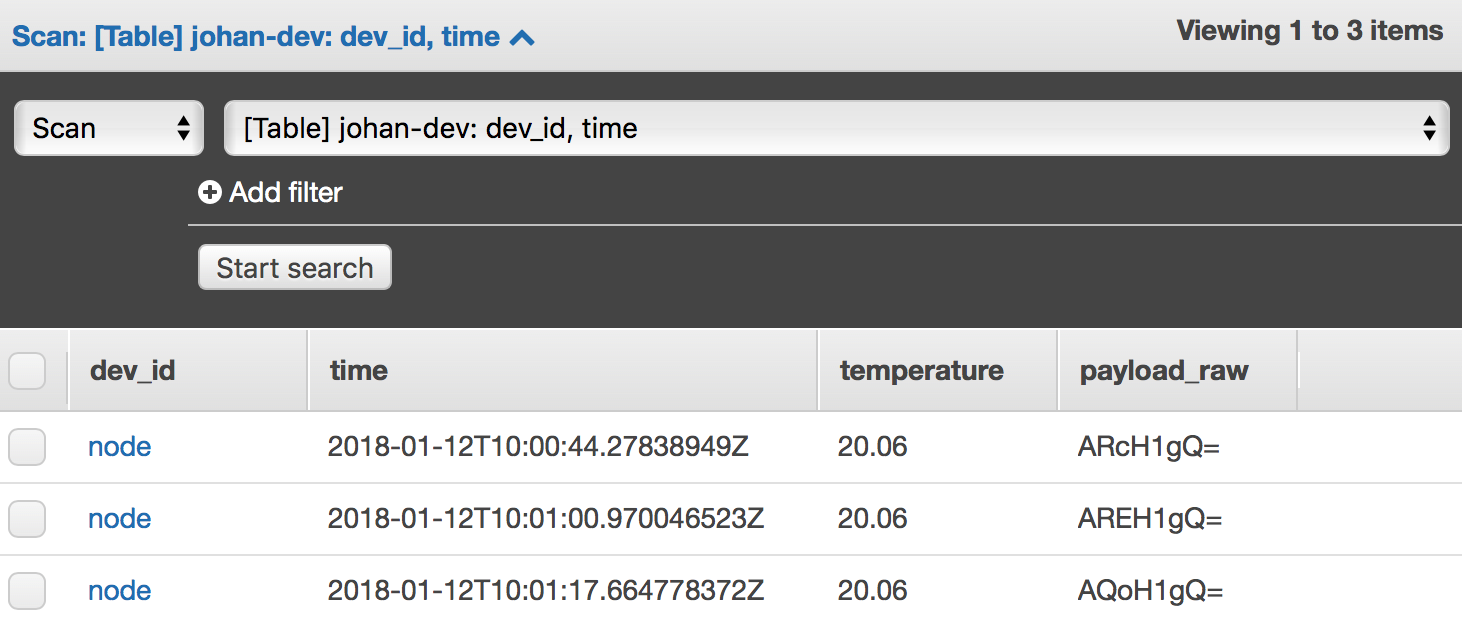 Scan: [Table] johan-dev: dev_id, time
Viewing 1 to 3 items
Scan
[Table] johan-dev: dev_id, time
Add filter
Start search
dev_id time temperature payload_raw
node 2018-01-12T10:00:44.27838949Z 20.06 ARcH1gQ=
node 2018-01-12T10:01:00.970046523Z 20.06 AREH1gQ=
node 2018-01-12T10:01:17.664778372Z 20.06 AQoH1gQ=